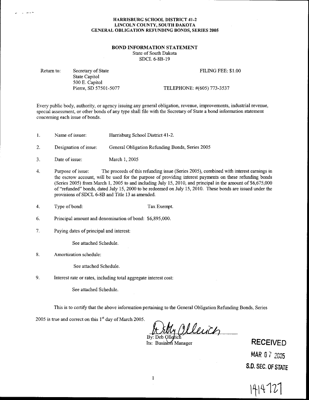 HARRISBURG SCHOOL DISTRICT 41-2
LINCOLN COUNTY, SOUTH DAKOTA
GENERAL OBLIGATION REFUNDING BONDS, SERIES 2005
BOND INFORMATION STATEMENT
State of South Dakota
SDCL 6-8B-19
Return to: Secretary of State FILING FEE: $1.00
State Capitol
500 E. Capitol
Pierre, SD 57501-5077 TELEPHONE: #(605) 773-3537
Every public body, authority, or agency issuing any general obligation, revenue, improvements, industrial revenue,
special assessment, or other bonds of any type shall file with the Secretary of State a bond information statement
concerning each issue of bonds.
1. Name of issuer: Harrisburg School District 41-2.
2. Designation of issue: General Obligation Refunding Bonds, Series 2005
3. Date of issue: March 1, 2005
4. Purpose of issue: The proceeds of this refunding issue (Series 2005), combined with interest earnings in
the escrow account, will be used for the purpose of providing interest payments on these refunding bonds
(Series 2005) from March 1, 2005 to and including July 15, 2010, and principal in the amount of $6,675,000
of "refunded" bonds, dated July 15, 2000 to be redeemed on July 15, 2010. These bonds are issued under the
provisions of SDCL 6-8B and Title 13 as amended.
4. Type of bond: Tax Exempt.
6. Principal amount and denomination of bond: $6,895,000.
7. Paying dates of principal and interest:
See attached Schedule.
8. Amortization schedule:
See attached Schedule.
9. Interest rate or rates, including total aggregate interest cost:
See attached Schedule.
This is to certify that the above information pertaining to the General Obligation Refunding Bonds, Series
2005 is true and correct on this 1st day of March 2005.
By: Deb Ollerich
Its: Business Manager
RECEIVED
MAR 07 2005
S.D. SEC. OF STATE
1
1414727